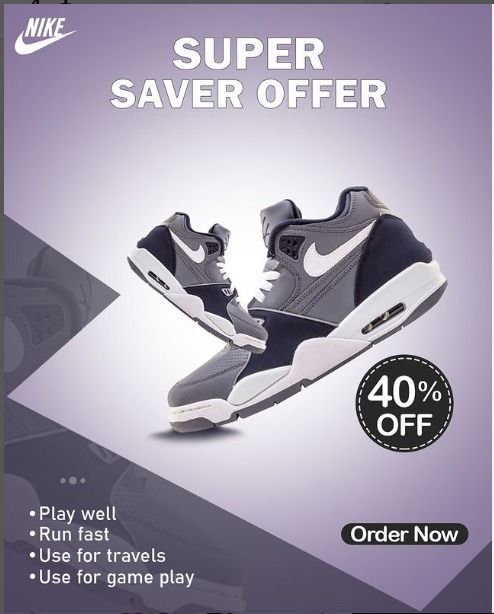 NIKE
SUPER
SAVER OFFER
40% OFF
• Play well
• Run fast
• Use for travels
• Use for game play
Order Now